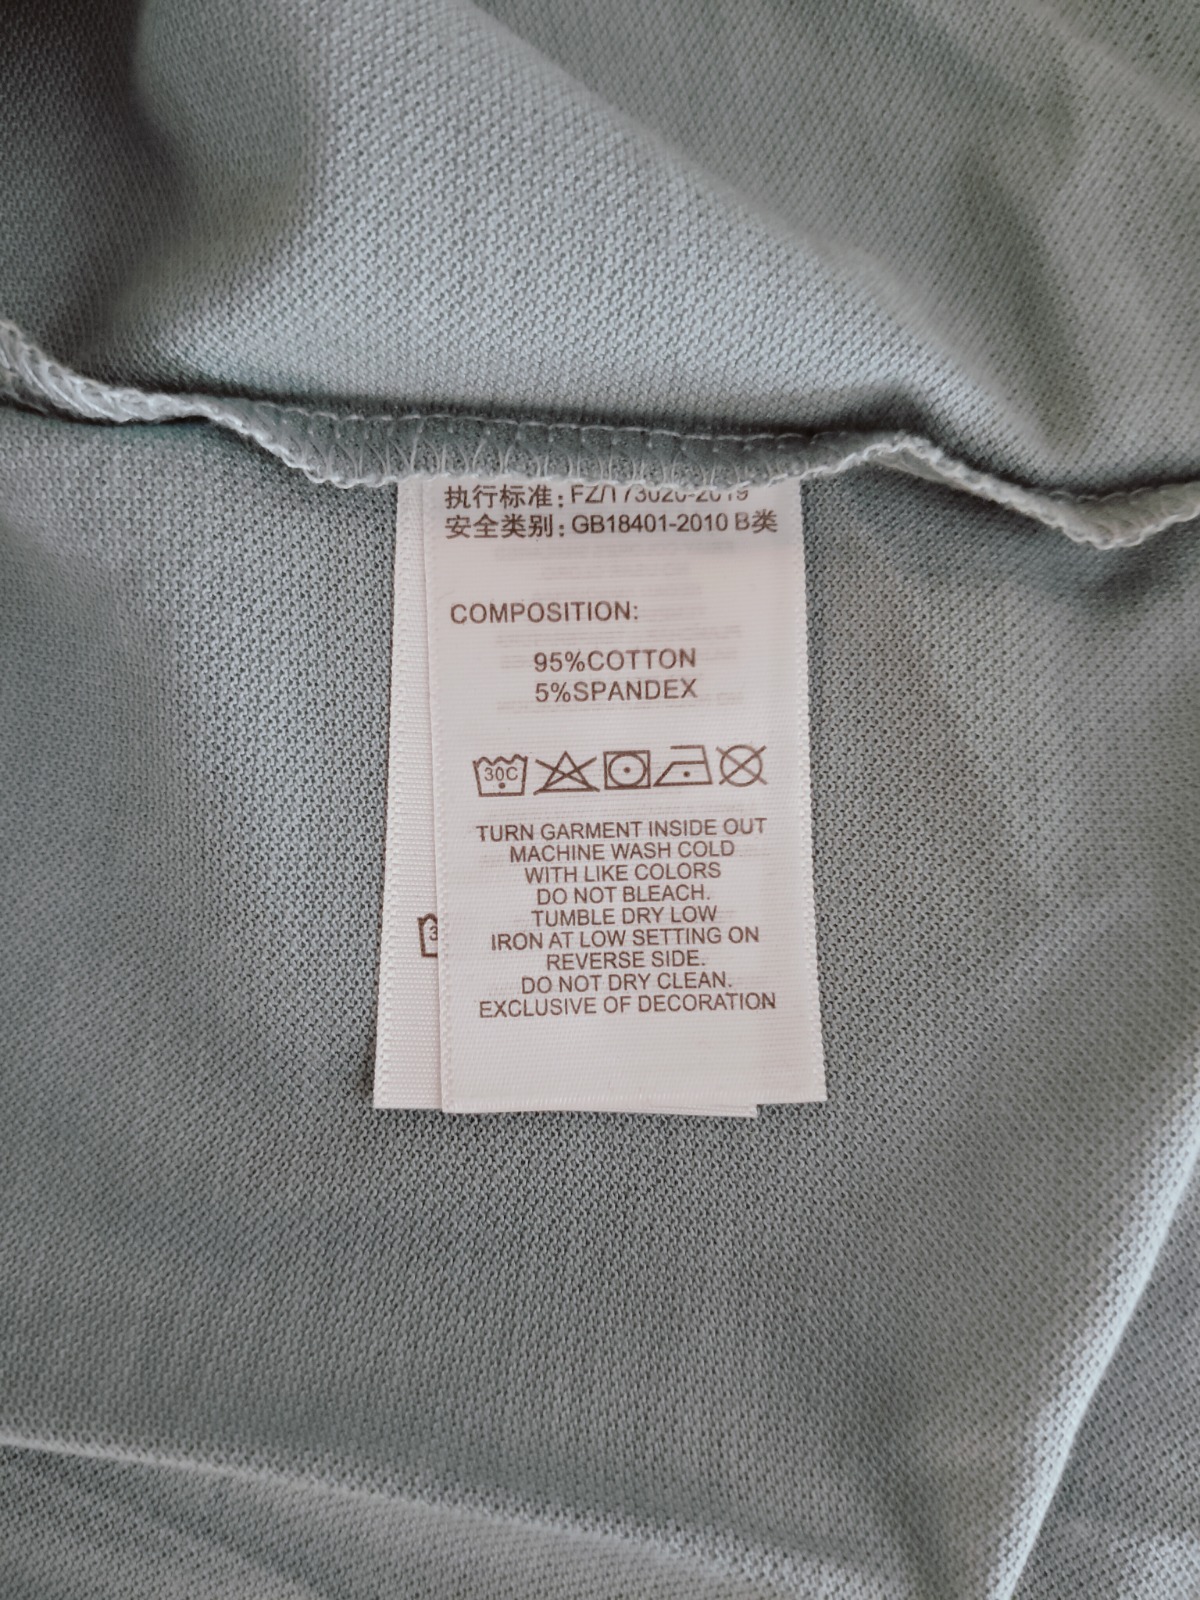 执行标准: FZ/T73020-2019
安全类别: GB18401-2010 B类
COMPOSITION:
95%COTTON
5%SPANDEX
30C
TURN GARMENT INSIDE OUT
MACHINE WASH COLD
WITH LIKE COLORS
DO NOT BLEACH.
TUMBLE DRY LOW
IRON AT LOW SETTING ON
REVERSE SIDE.
DO NOT DRY CLEAN.
EXCLUSIVE OF DECORATION